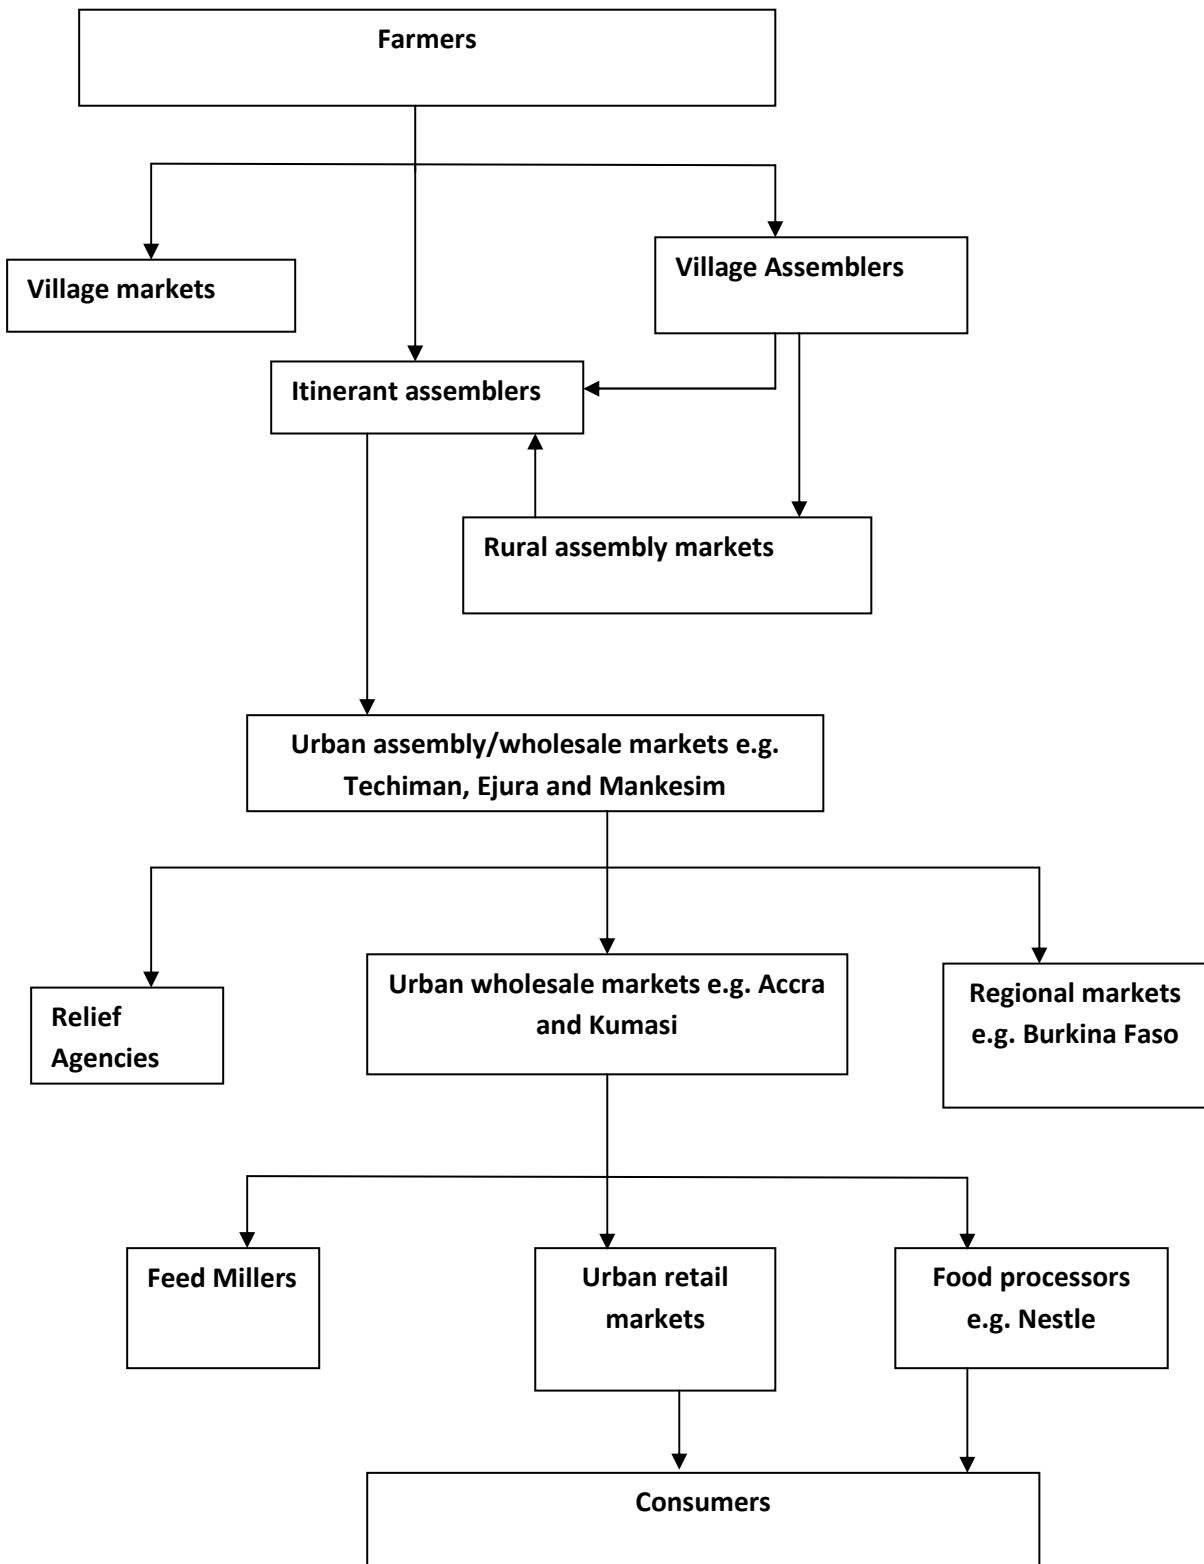 Farmers
Village markets
Village Assemblers
Itinerant assemblers
Rural assembly markets
Urban assembly/wholesale markets e.g.
Techiman, Ejura and Mankesim
Relief
Agencies
Urban wholesale markets e.g. Accra
and Kumasi
Regional markets
e.g. Burkina Faso
Feed Millers
Urban retail
markets
Food processors
e.g. Nestle
Consumers